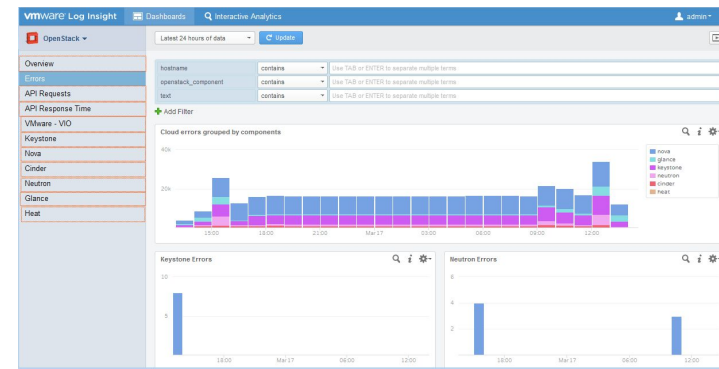 vmware Log Insight Dashboards Interactive Analytics admin
OpenStack Latest 24 hours of data Update
Overview
Errors
API Requests
API Response Time
VMware - VIO
Keystone
Nova
Cinder
Neutron
Glance
Heat
hostname contains Use TAB or ENTER to separate multiple terms
openstack_component contains Use TAB or ENTER to separate multiple terms
text contains Use TAB or ENTER to separate multiple terms
Add Filter
Cloud errors grouped by components
40k
20k
15:00 18:00 21:00 Mar 17 03:00 06:00 09:00 12:00
nova
glance
keystone
neutron
cinder
heat
Keystone Errors
10
5
18:00 Mar 17 06:00 12:00
Neutron Errors
6
4
2
18:00 Mar 17 06:00 12:00